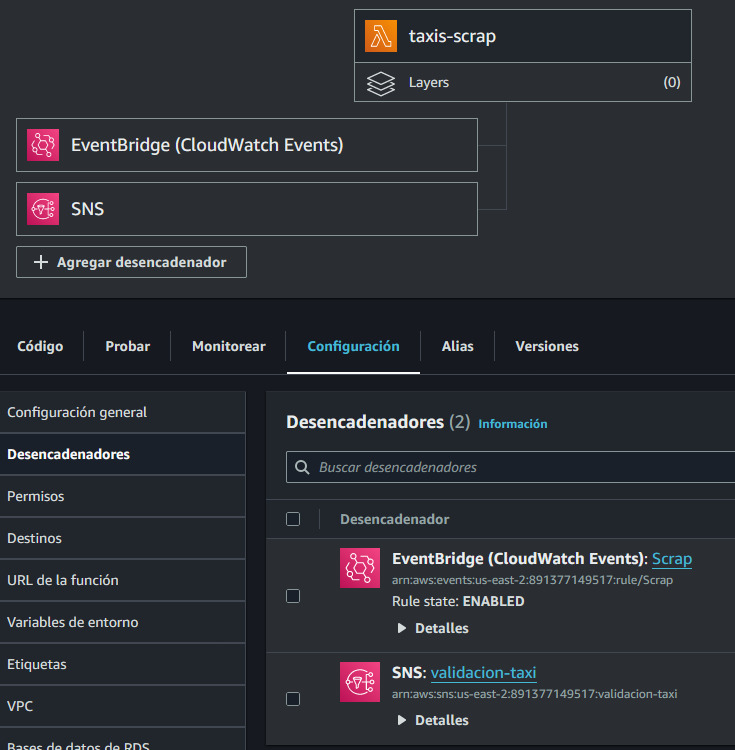 taxis-scrap
Layers (0)
EventBridge (CloudWatch Events)
SNS
+ Agregar desencadenador
Código Probar Monitorear Configuración Alias Versiones
Configuración general
Desencadenadores
Permisos
Destinos
URL de la función
Variables de entorno
Etiquetas
VPC
Bases de datos de RDS
Desencadenadores (2) Información
Buscar desencadenadores
Desencadenador
EventBridge (CloudWatch Events): Scrap
arn:aws:events:us-east-2:891377149517:rule/Scrap
Rule state: ENABLED
Detalles
SNS: validacion-taxi
arn:aws:sns:us-east-2:891377149517:validacion-taxi
Detalles